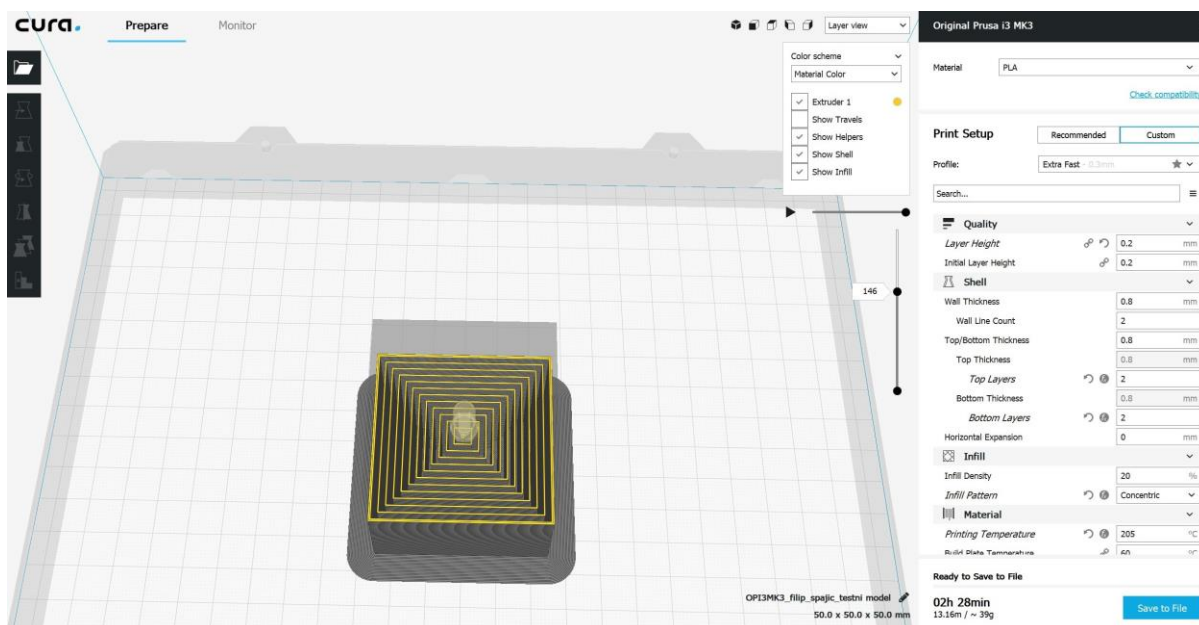 cura.
Prepare
Monitor
Layer view
Color scheme
Material Color
Extruder 1
Show Travels
Show Helpers
Show Shell
Show Infill
146
OPI3MK3_filip_spajic_testni model
50.0 x 50.0 x 50.0 mm
Original Prusa i3 MK3
Material PLA
Check compatibility
Print Setup Recommended Custom
Profile: Extra Fast - 0.3mm
Search...
Quality
Layer Height 0.2 mm
Initial Layer Height 0.2 mm
Shell
Wall Thickness 0.8 mm
Wall Line Count 2
Top/Bottom Thickness 0.8 mm
Top Thickness 0.8 mm
Top Layers 2
Bottom Thickness 0.8 mm
Bottom Layers 2
Horizontal Expansion 0 mm
Infill
Infill Density 20 %
Infill Pattern Concentric
Material
Printing Temperature 205 °C
Build Plate Temperature 60 °C
Ready to Save to File
02h 28min
13.16m / ~ 39g
Save to File